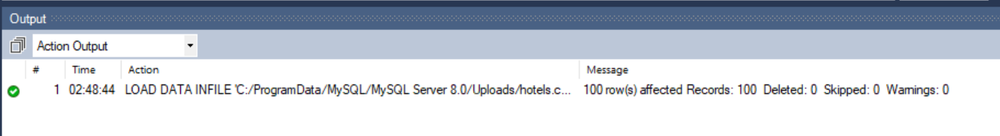 Output
Action Output
# Time Action Message
1 02:48:44 LOAD DATA INFILE 'C:/ProgramData/MySQL/MySQL Server 8.0/Uploads/hotels.c... 100 row(s) affected Records: 100 Deleted: 0 Skipped: 0 Warnings: 0